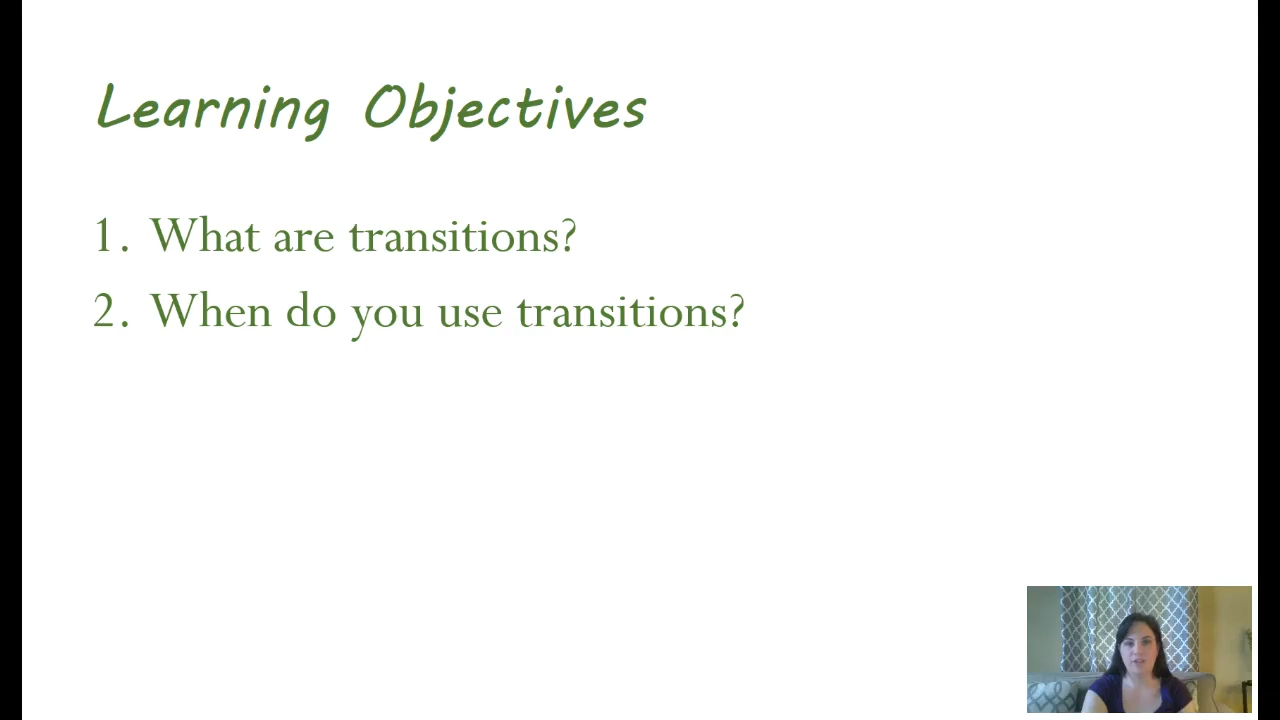 Learning Objectives
1. What are transitions?
2. When do you use transitions?